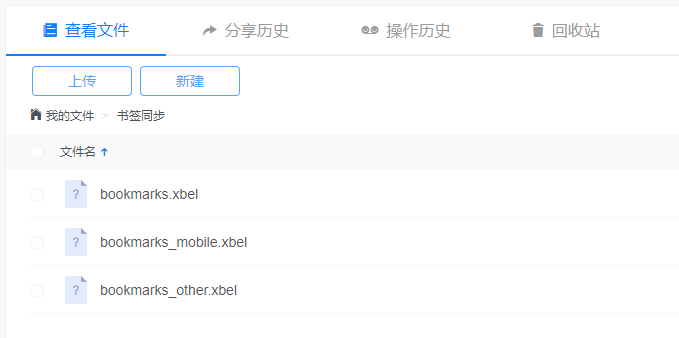 查看文件 分享历史 操作历史 回收站
上传 新建
我的文件 > 书签同步
文件名
? bookmarks.xbel
? bookmarks_mobile.xbel
? bookmarks_other.xbel